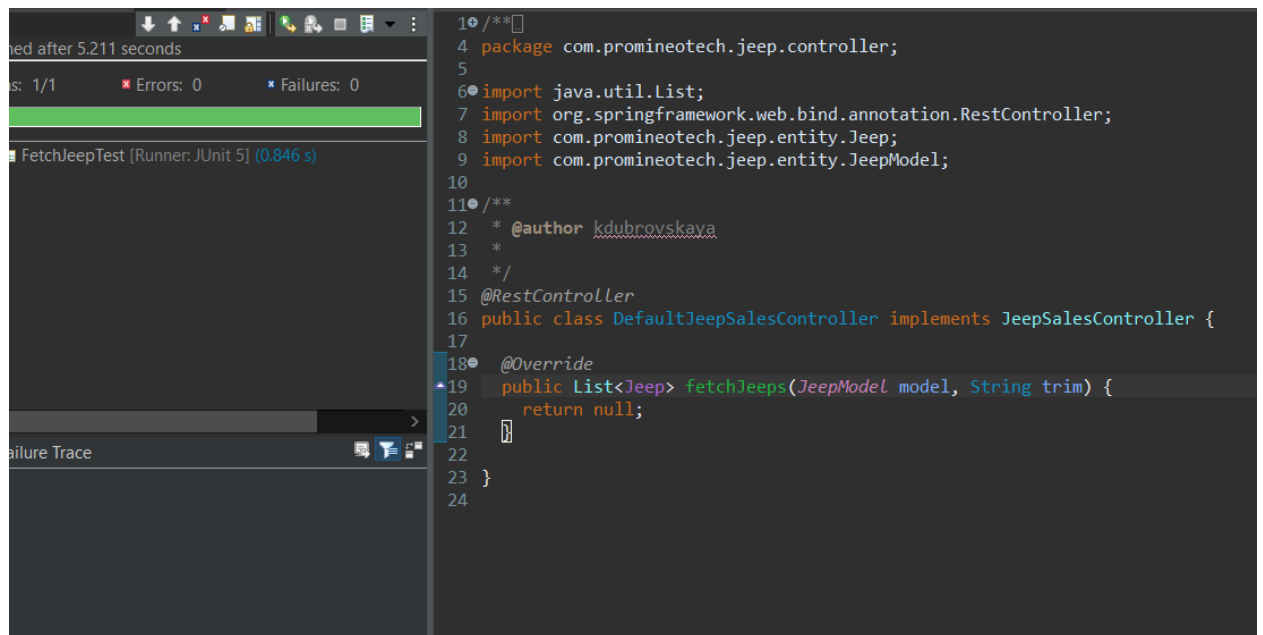 ned after 5.211 seconds
ns: 1/1 Errors: 0 Failures: 0
FetchJeepTest [Runner: JUnit 5] (0.846 s)
ailure Trace
1 /**
4 package com.promineotech.jeep.controller;
5
6 import java.util.List;
7 import org.springframework.web.bind.annotation.RestController;
8 import com.promineotech.jeep.entity.Jeep;
9 import com.promineotech.jeep.entity.JeepModel;
10
11 /**
12 * @author kdubrovskaya
13 *
14 */
15 @RestController
16 public class DefaultJeepSalesController implements JeepSalesController {
17
18 @Override
19 public List<Jeep> fetchJeeps(JeepModel model, String trim) {
20 return null;
21 }
22
23 }
24